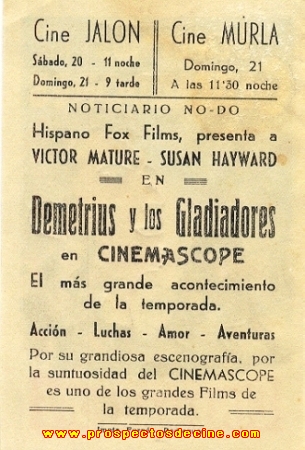 Cine JALON
Sábado, 20 - 11 noche
Domingo, 21 - 9 tarde
Cine MURLA
Domingo, 21
A las 11'30 noche
NOTICIARIO NO-DO
Hispano Fox Films, presenta a
VICTOR MATURE - SUSAN HAYWARD
EN
Demetrius y los Gladiadores
en CINEMASCOPE
El más grande acontecimiento
de la temporada.
Acción - Luchas - Amor - Aventuras
Por su grandiosa escenografía, por
la suntuosidad del CINEMASCOPE
es uno de los grandes Films de
la temporada.
www.prospectosdecine.com